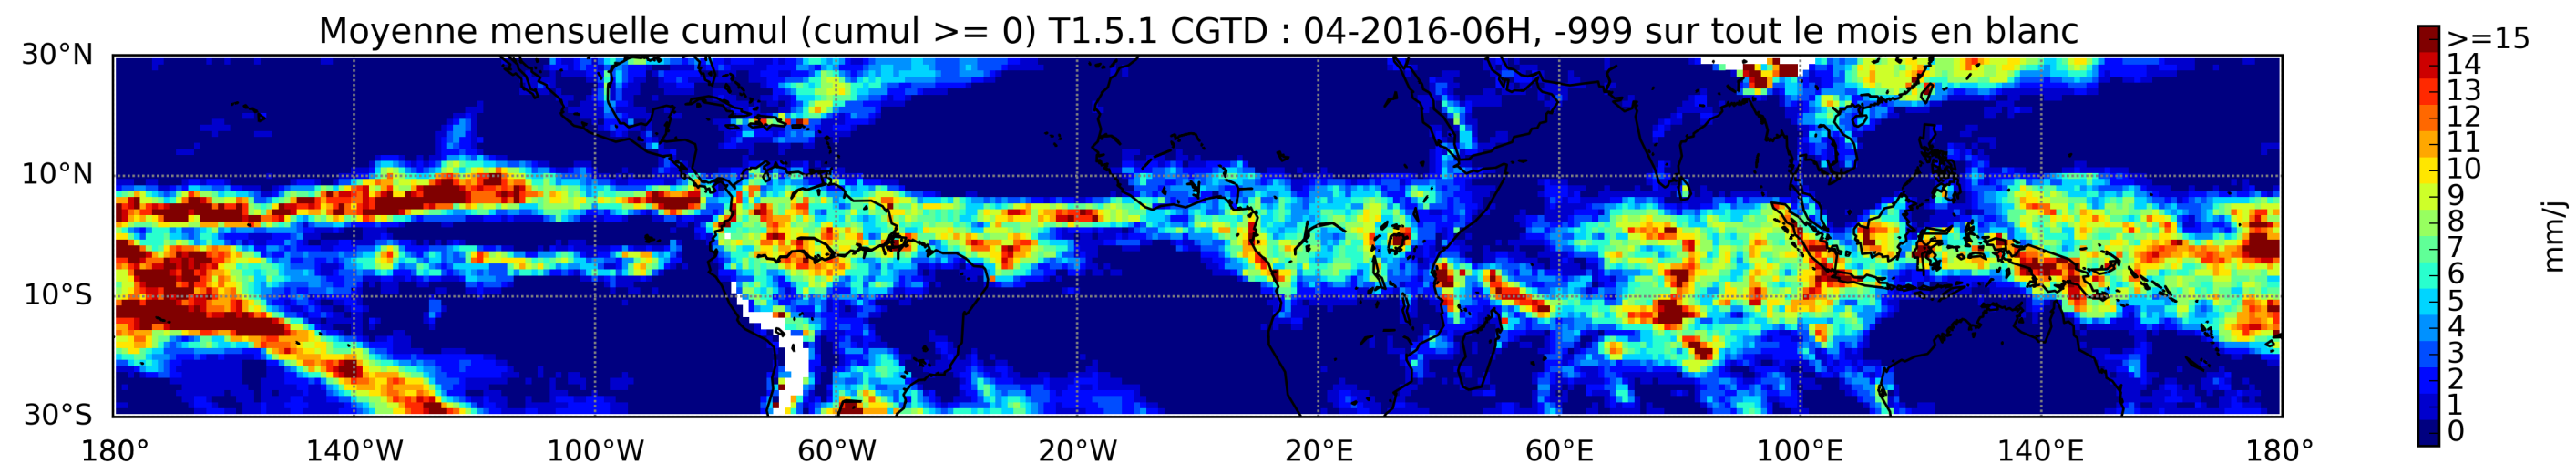 Moyenne mensuelle cumul (cumul >= 0) T1.5.1 CGTD : 04-2016-06H, -999 sur tout le mois en blanc
30°N
10°N
10°S
30°S
180°
140°W
100°W
60°W
20°W
20°E
60°E
100°E
140°E
180°
>=15
14
13
12
11
10
9
8
7
6
5
4
3
2
1
0
mm/j